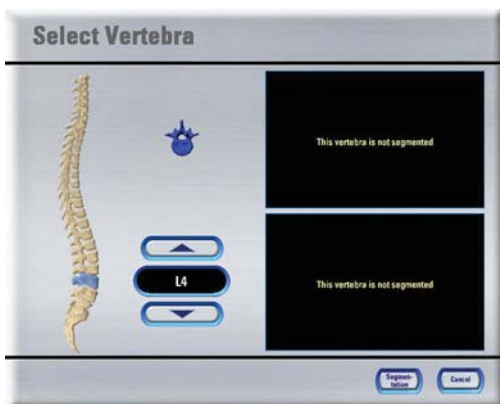 Select Vertebra
This vertebra is not segmented
L4
This vertebra is not segmented
Segmen-
tation
Cancel